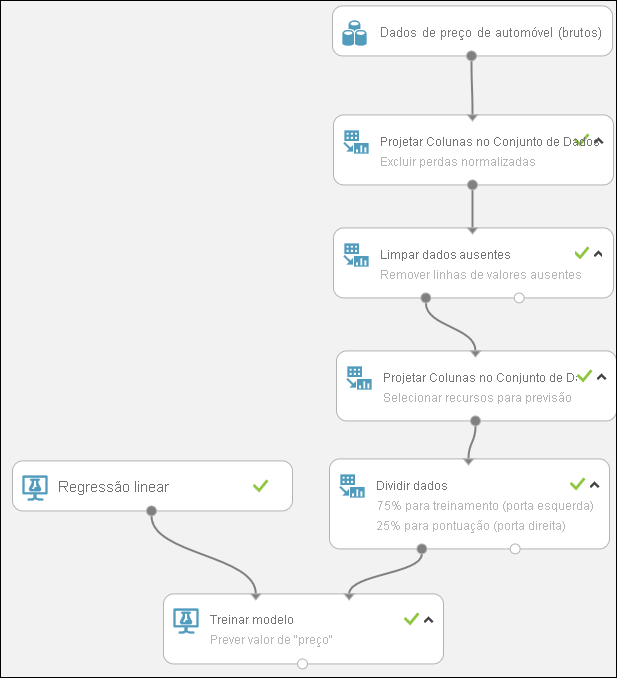 Dados de preço de automóvel (brutos)
Projetar Colunas no Conjunto de Dados
Excluir perdas normalizadas
Limpar dados ausentes
Remover linhas de valores ausentes
Projetar Colunas no Conjunto de Da
Selecionar recursos para previsão
Regressão linear
Dividir dados
75% para treinamento (porta esquerda)
25% para pontuação (porta direita)
Treinar modelo
Prever valor de "preço"